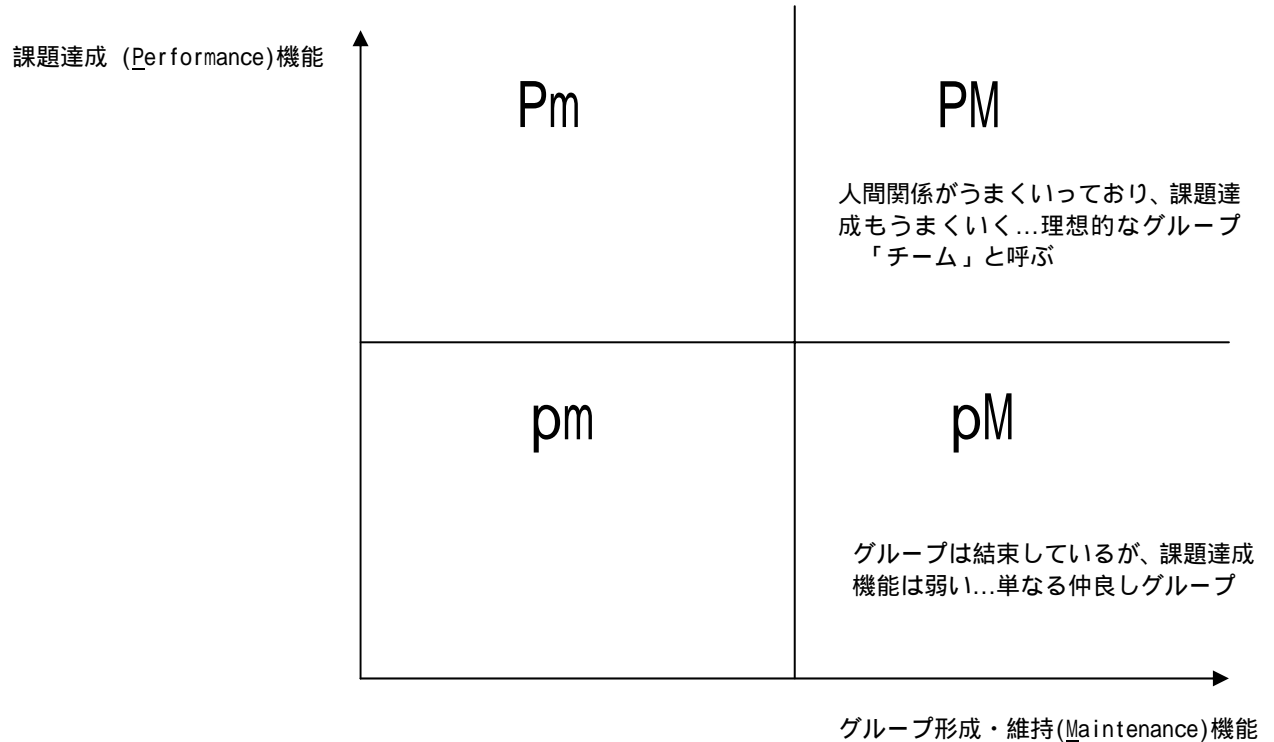 課題達成 (Performance)機能
Pm
PM
人間関係がうまくいっており、課題達
成もうまくいく...理想的なグループ
「チーム」と呼ぶ
pm
pM
グループは結束しているが、課題達成
機能は弱い...単なる仲良しグループ
グループ形成・維持(Maintenance)機能